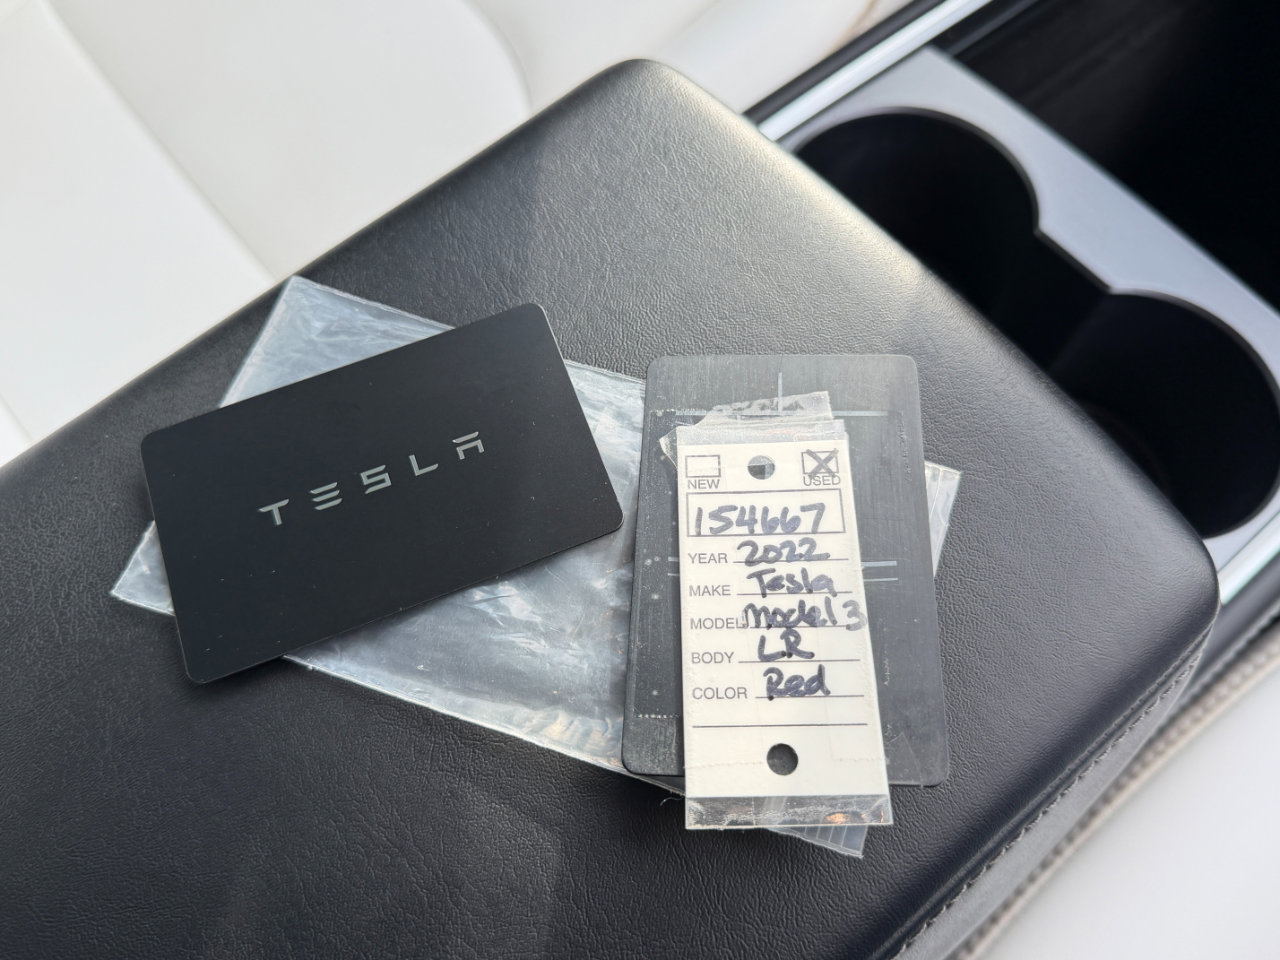 TESLA
NEW USED
154667
YEAR 2022
MAKE Tesla
MODEL Model 3
BODY LR
COLOR Red